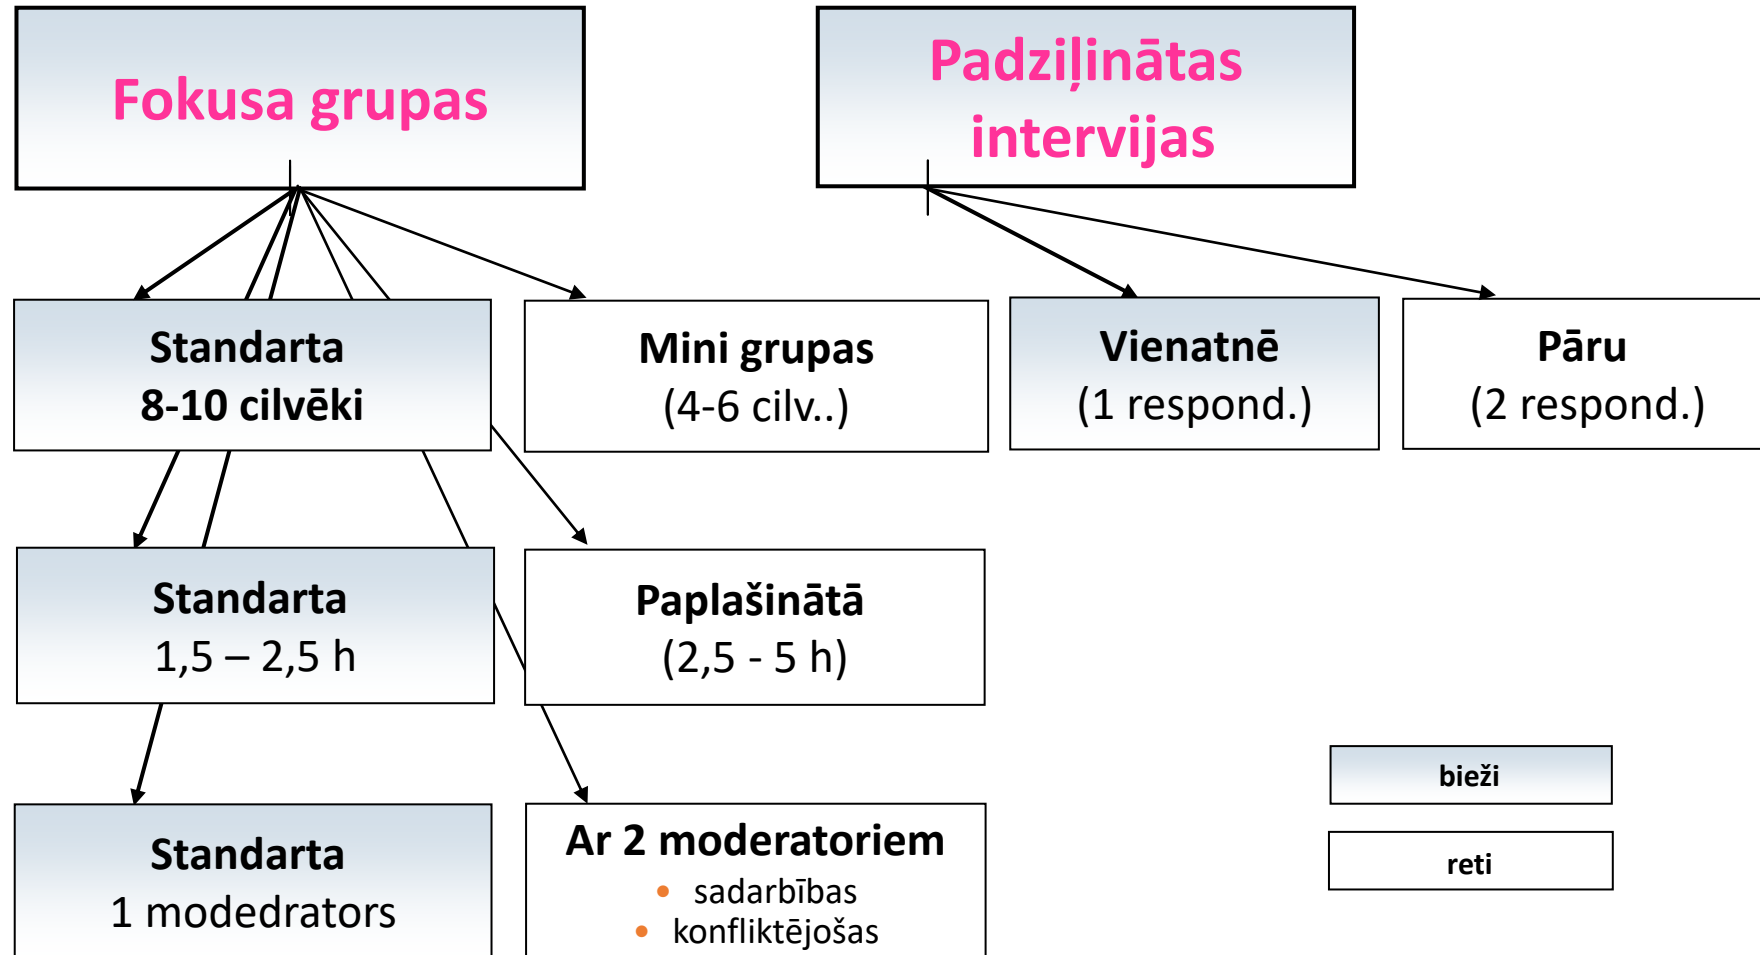 Fokusa grupas
Padziļinātas
intervijas
Standarta
8-10 cilvēki
Mini grupas
(4-6 cilv..)
Vienatnē
(1 respond.)
Pāru
(2 respond.)
Standarta
1,5 – 2,5 h
Paplašinātā
(2,5 - 5 h)
Standarta
1 modedrators
Ar 2 moderatoriem
• sadarbības
• konfliktējošas
bieži
reti